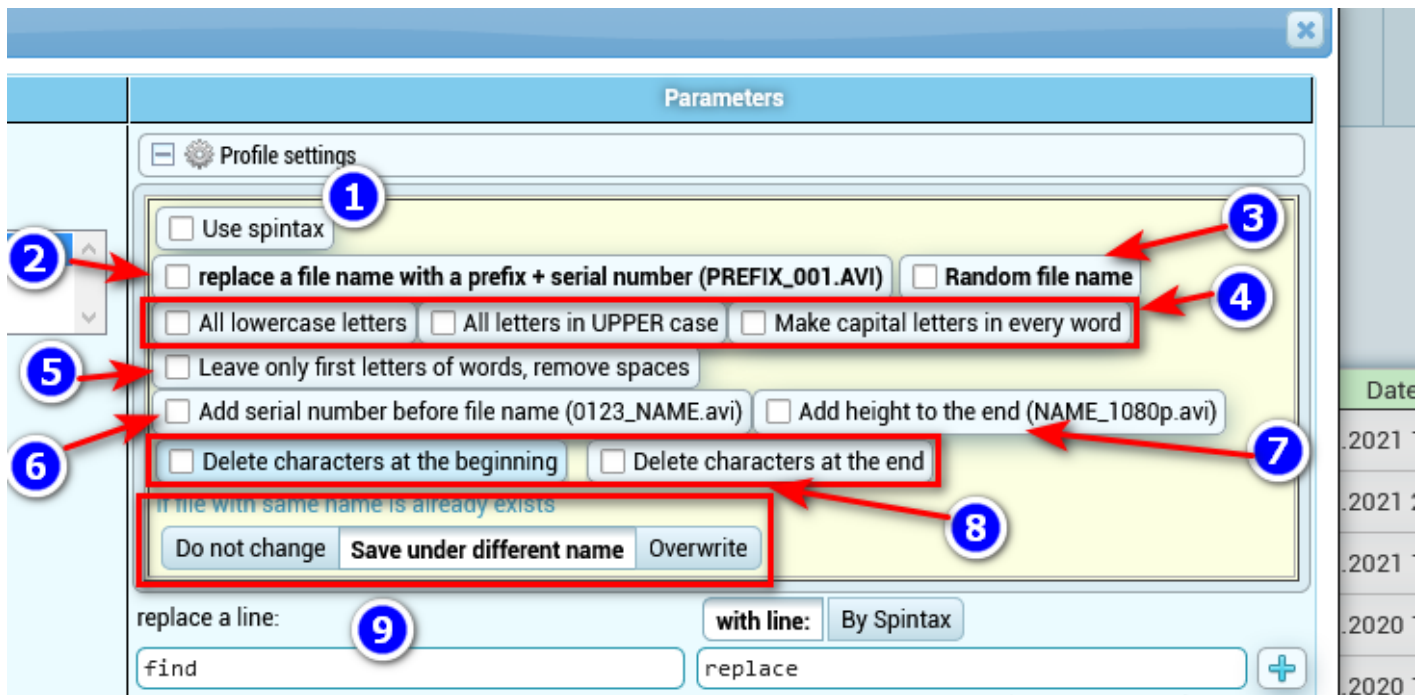 Parameters
Profile settings
1
Use spintax
2
3
replace a file name with a prefix + serial number (PREFIX_001.AVI)
Random file name
4
All lowercase letters
All letters in UPPER case
Make capital letters in every word
5
Leave only first letters of words, remove spaces
Date
6
Add serial number before file name (0123_NAME.avi)
Add height to the end (NAME_1080p.avi)
7
.2021
Delete characters at the beginning
Delete characters at the end
8
If file with same name is already exists
.2021
Do not change
Save under different name
Overwrite
.2021
replace a line:
9
with line:
By Spintax
.2020
find
replace
.2020